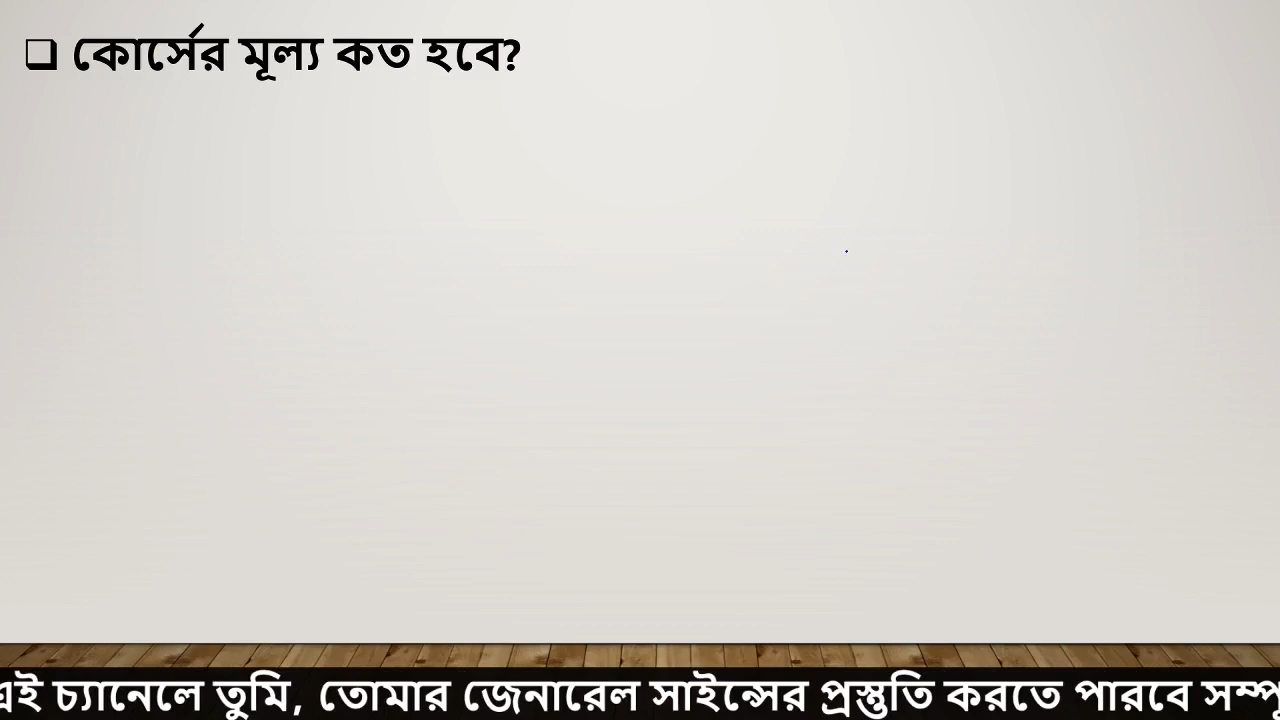 ❑ কোর্সের মূল্য কত হবে?
এই চ্যানেলে তুমি, তোমার জেনারেল সাইন্সের প্রস্তুতি করতে পারবে